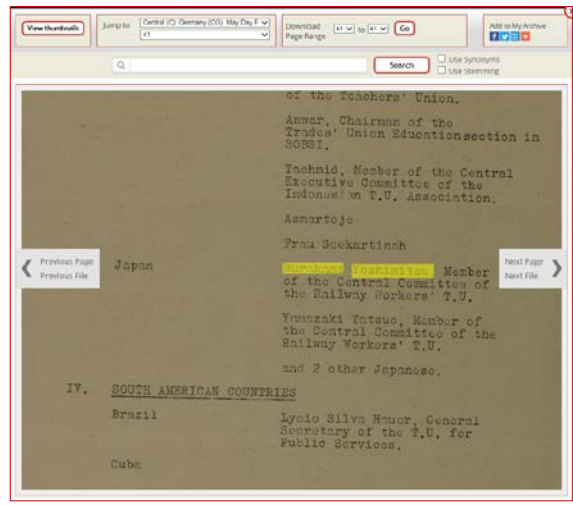 View thumbnails
Jump to
Central (C): Germany (CG): May Day
41
Download
Page Range
41 to 41
Go
Add to My Archive
Search
Use Synonyms
Use Stemming
of the Teachers' Union.
Anwar, Chairman of the
Trades' Union Education section in
SOBSI.
Tachmid, Member of the Central
Executive Committee of the
Indonesian T.U. Association.
Asmartojo
Frau Soekartinah
Previous Page
Previous File
Next Page
Next File
Japan
Murakami Yoshimitsu, Member
of the Central Committee of
the Railway Workers' T.U.
Yamazaki Tatsuo, Member of
the Central Committee of the
Railway Workers' T.U.
and 2 other Japanese.
IV. SOUTH AMERICAN COUNTRIES
Brazil
Lycio Silva Hauer, General
Secretary of the T.U. for
Public Services.
Cuba